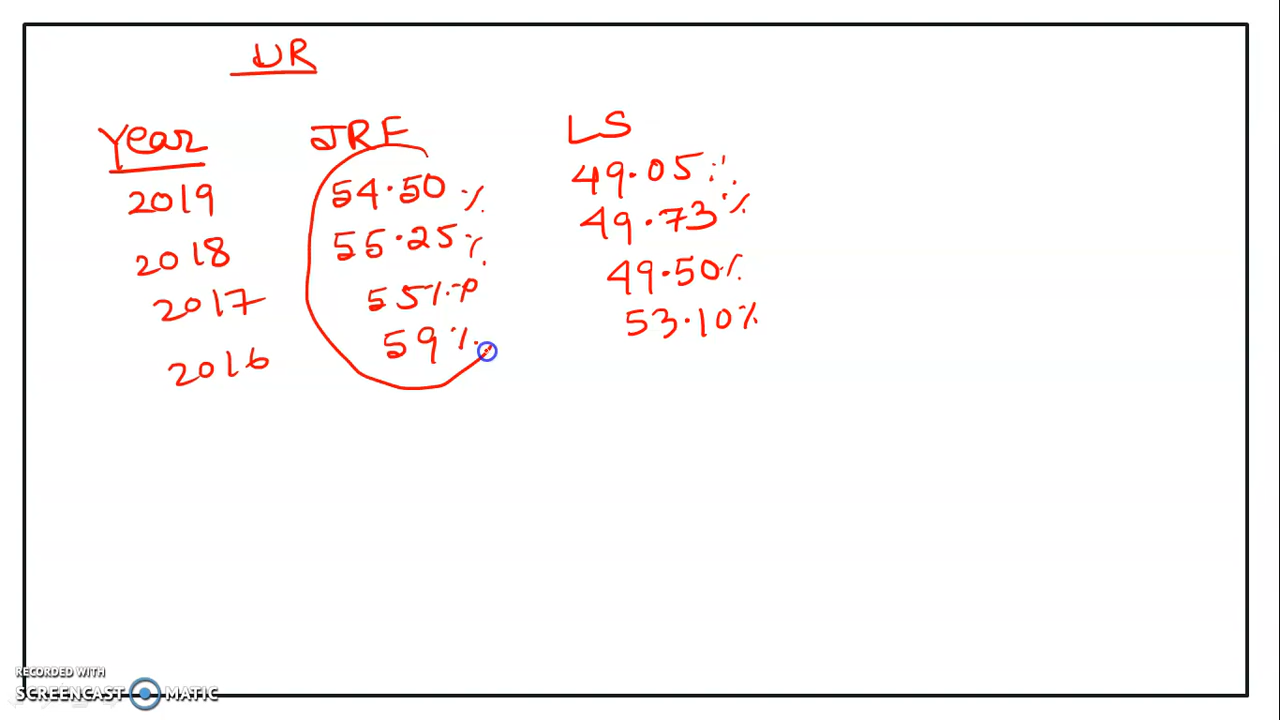 UR
Year JRF LS
2019 54.50 % 49.05 %
2018 55.25 % 49.73 %
2017 55% 49.50 %
2016 59 % 53.10 %
RECORDED WITH
SCREENCAST MATIC